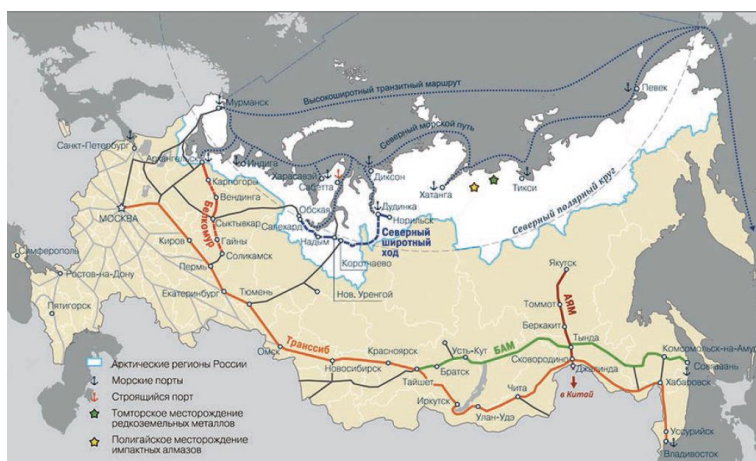 Высокоширотный транзитный маршрут
Певек
Мурманск
Северный морской путь
Санкт-Петербург
Архангельск
Индига
Харасавэй
Сабетта
Диксон
Хатанга
Тикси
Северный полярный круг
Карпогоры
Вендинга
Обская
Дудинка
Норильск
МОСКВА
Белкомур
Сыктывкар
Салехард
Надым
Северный
широтный
ход
Симферополь
Киров
Гайны
Соликамск
Коротчаево
Ростов-на-Дону
Пермь
Нов. Уренгой
Якутск
Пятигорск
Екатеринбург
Тюмень
Томмот
АЯМ
Беркакит
Транссиб
БАМ
Тында
Омск
Красноярск
Усть-Кут
Сковородино
Комсомольск-на-Аму
Новосибирск
Братск
Джалинда
Тайшет
Хабаровск
Иркутск
Чита
в Китай
Улан-Удэ
Уссурийск
Владивосток
Арктические регионы России
Морские порты
Строящийся порт
Томторское месторождение
редкоземельных металлов
Попигайское месторождение
импактных алмазов